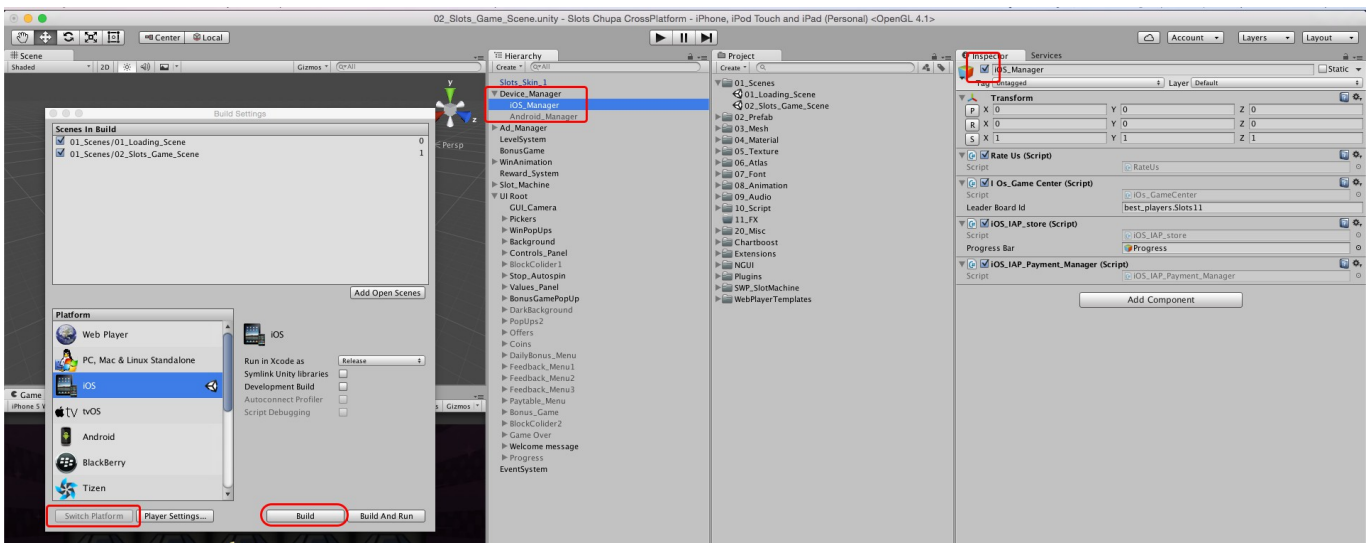 02_Slots_Game_Scene.unity - Slots Chupa CrossPlatform - iPhone, iPod Touch and iPad (Personal) <OpenGL 4.1>
Center Local
Account Layers Layout
Scene
Shaded 2D Gizmos Q▾All
y
z
Persp
Build Settings
Scenes In Build
01_Scenes/01_Loading_Scene 0
01_Scenes/02_Slots_Game_Scene 1
Add Open Scenes
Platform
Web Player
PC, Mac & Linux Standalone
iOS
tvOS
Android
BlackBerry
Tizen
iOS
Run in Xcode as Release
Symlink Unity libraries
Development Build
Autoconnect Profiler
Script Debugging
Switch Platform Player Settings... Build Build And Run
Game
iPhone 5
Gizmos
Hierarchy
Create Q▾All
Slots_Skin_1
Device_Manager
iOS_Manager
Android_Manager
Ad_Manager
LevelSystem
BonusGame
WinAnimation
Reward_System
Slot_Machine
UI Root
GUI_Camera
Pickers
WinPopUps
Background
Controls_Panel
BlockColider1
Stop_Autospin
Values_Panel
BonusGamePopUp
DarkBackground
PopUps2
Offers
Coins
DailyBonus_Menu
Feedback_Menu1
Feedback_Menu2
Feedback_Menu3
Paytable_Menu
Bonus_Game
BlockColider2
Game Over
Welcome message
Progress
EventSystem
Project
Create
01_Scenes
01_Loading_Scene
02_Slots_Game_Scene
02_Prefab
03_Mesh
04_Material
05_Texture
06_Atlas
07_Font
08_Animation
09_Audio
10_Script
11_FX
20_Misc
Chartboost
Extensions
NGUI
Plugins
SWP_SlotMachine
WebPlayerTemplates
Inspector Services
iOS_Manager Static
Tag Untagged Layer Default
Transform
P X 0 Y 0 Z 0
R X 0 Y 0 Z 0
S X 1 Y 1 Z 1
Rate Us (Script)
Script RateUs
I Os_Game Center (Script)
Script iOs_GameCenter
Leader Board Id best_players.Slots11
iOS_IAP_store (Script)
Script iOS_IAP_store
Progress Bar Progress
iOS_IAP_Payment_Manager (Script)
Script iOS_IAP_Payment_Manager
Add Component